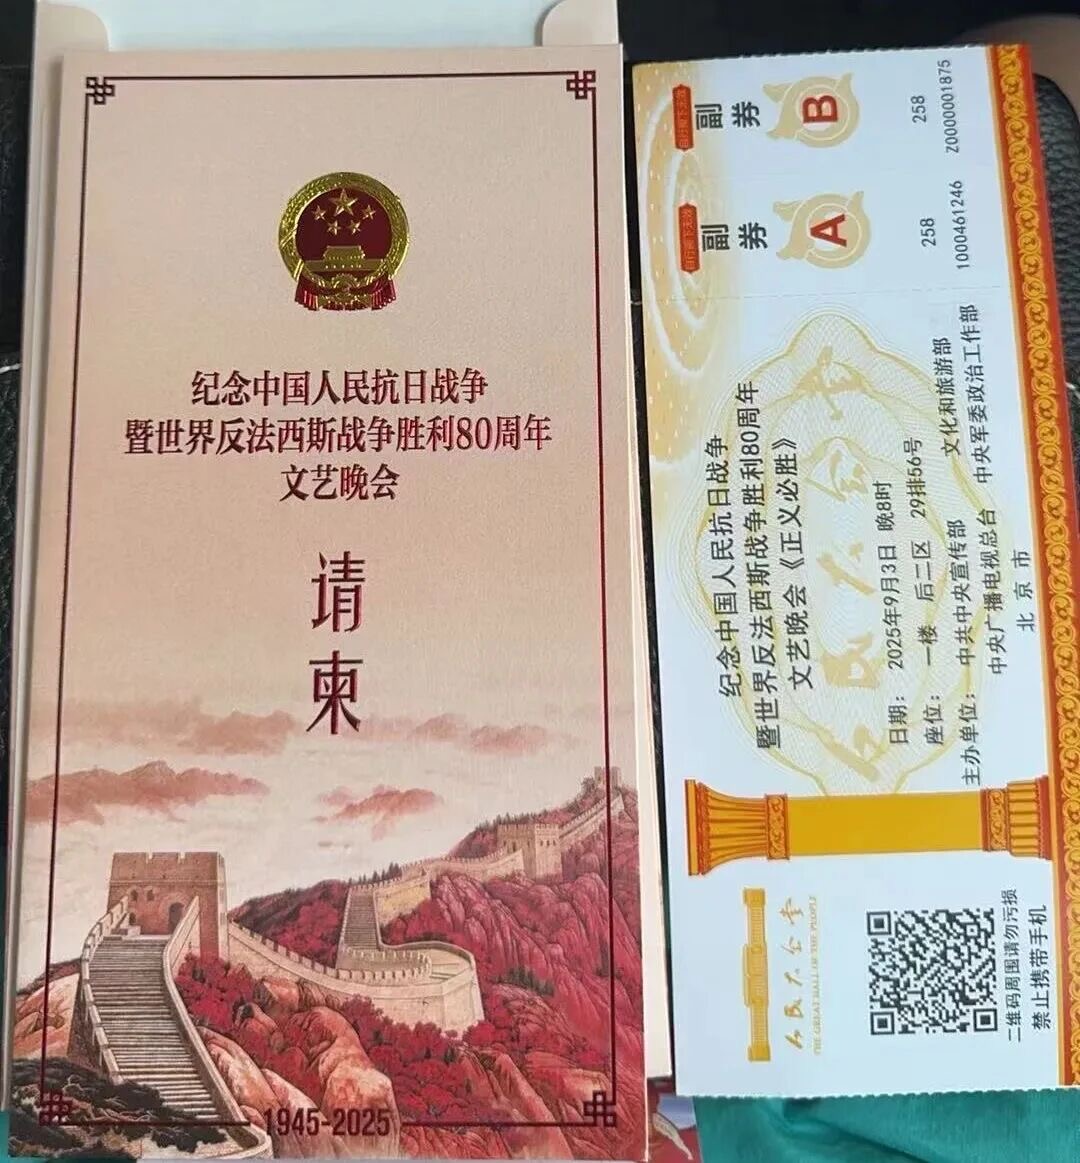 纪念中国人民抗日战争
暨世界反法西斯战争胜利80周年
文艺晚会
请
柬
1945-2025
副券
B
258
Z0000001875
副券
A
258
1000461246
纪念中国人民抗日战争
暨世界反法西斯战争胜利80周年
文艺晚会《正义必胜》
日期：2025年9月3日 晚8时
座位：一楼 后二区 29排56号
主办单位：中共中央宣传部 文化和旅游部
中央广播电视总台 中央军委政治工作部
北京市
人民大会堂
人民大会堂
THE GREAT HALL OF THE PEOPLE
二维码周围请勿污损
禁止携带手机